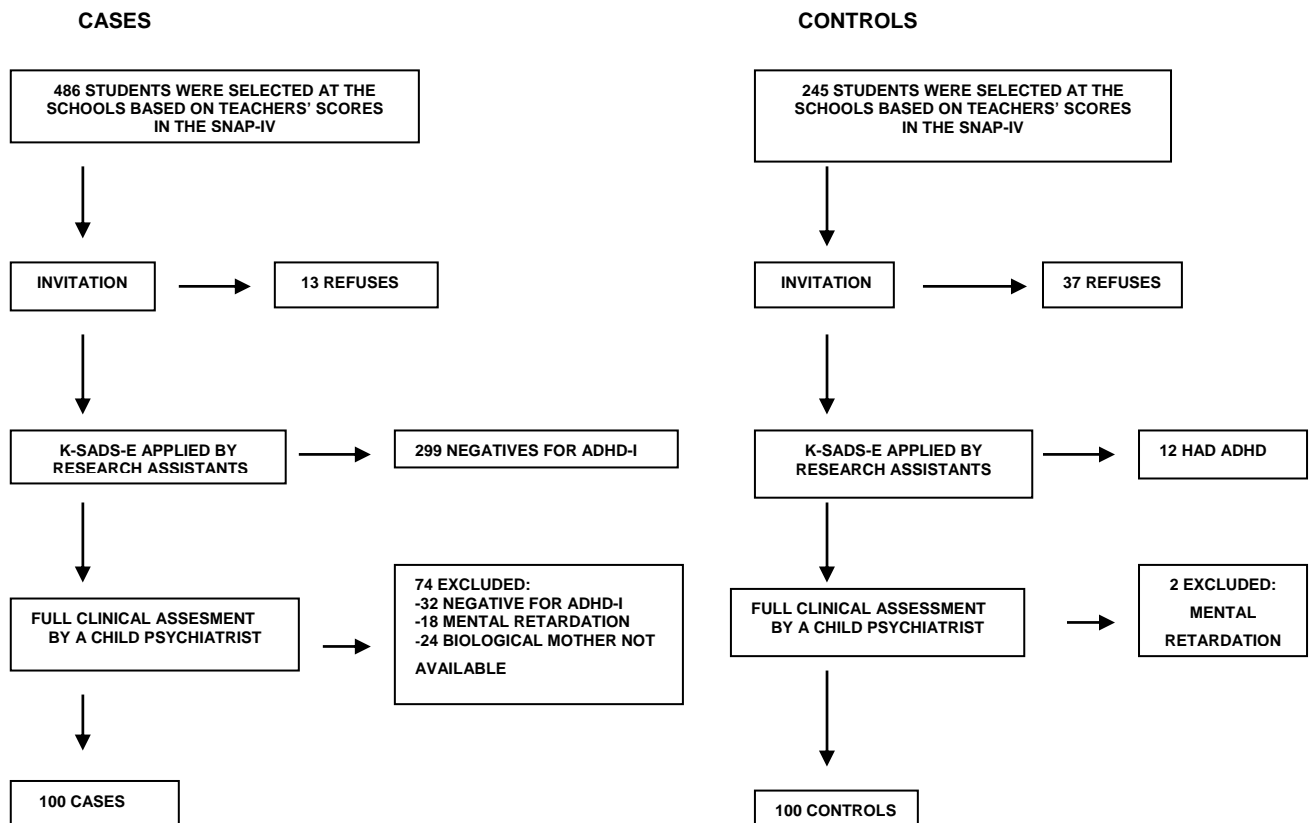 CASES
486 STUDENTS WERE SELECTED AT THE
SCHOOLS BASED ON TEACHERS’ SCORES
IN THE SNAP-IV
INVITATION
13 REFUSES
K-SADS-E APPLIED BY
RESEARCH ASSISTANTS
299 NEGATIVES FOR ADHD-I
FULL CLINICAL ASSESMENT
BY A CHILD PSYCHIATRIST
74 EXCLUDED:
-32 NEGATIVE FOR ADHD-I
-18 MENTAL RETARDATION
-24 BIOLOGICAL MOTHER NOT
AVAILABLE
100 CASES
CONTROLS
245 STUDENTS WERE SELECTED AT THE
SCHOOLS BASED ON TEACHERS’ SCORES
IN THE SNAP-IV
INVITATION
37 REFUSES
K-SADS-E APPLIED BY
RESEARCH ASSISTANTS
12 HAD ADHD
FULL CLINICAL ASSESSMENT
BY A CHILD PSYCHIATRIST
2 EXCLUDED:
MENTAL
RETARDATION
100 CONTROLS